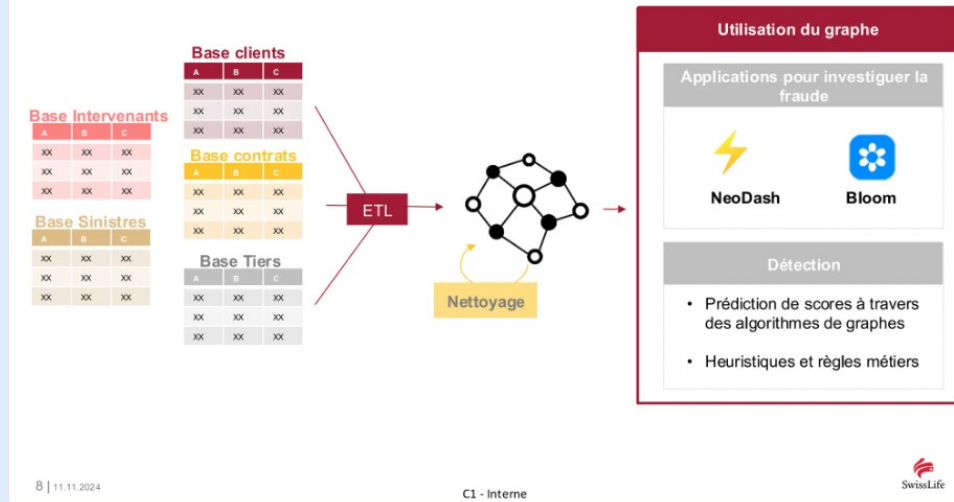 Base clients
A B C
xx xx xx
xx xx xx
xx xx xx
Base Intervenants
A B C
xx xx xx
xx xx xx
xx xx xx
Base contrats
A B C
xx xx xx
xx xx xx
xx xx xx
Base Sinistres
A B C
xx xx xx
xx xx xx
xx xx xx
Base Tiers
A B C
xx xx xx
xx xx xx
xx xx xx
ETL
Nettoyage
Utilisation du graphe
Applications pour investiguer la
fraude
NeoDash
Bloom
Détection
• Prédiction de scores à travers
des algorithmes de graphes
• Heuristiques et règles métiers
8 | 11.11.2024
C1 - Interne
SwissLife